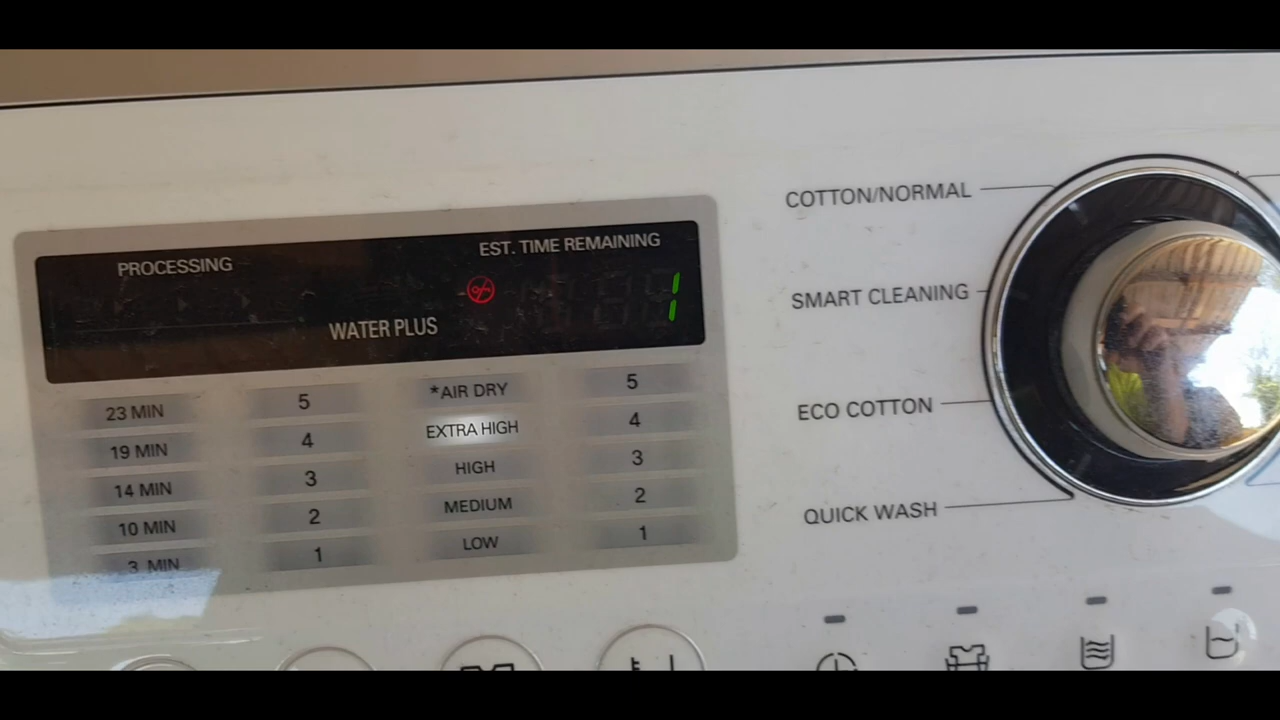 PROCESSING
EST. TIME REMAINING
1
WATER PLUS
23 MIN
5
*AIR DRY
5
19 MIN
4
EXTRA HIGH
4
14 MIN
3
HIGH
3
10 MIN
2
MEDIUM
2
3 MIN
1
LOW
1
COTTON/NORMAL
SMART CLEANING
ECO COTTON
QUICK WASH